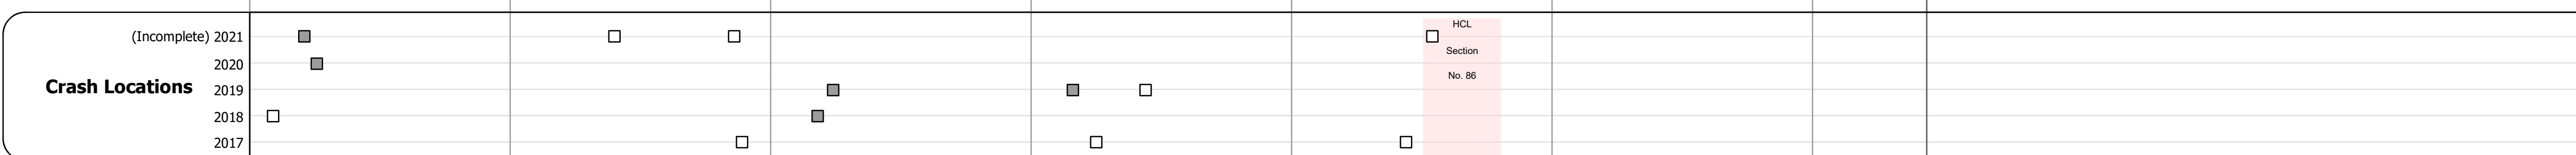 HCL
(Incomplete) 2021
Section
2020
No. 86
Crash Locations
2019
2018
2017